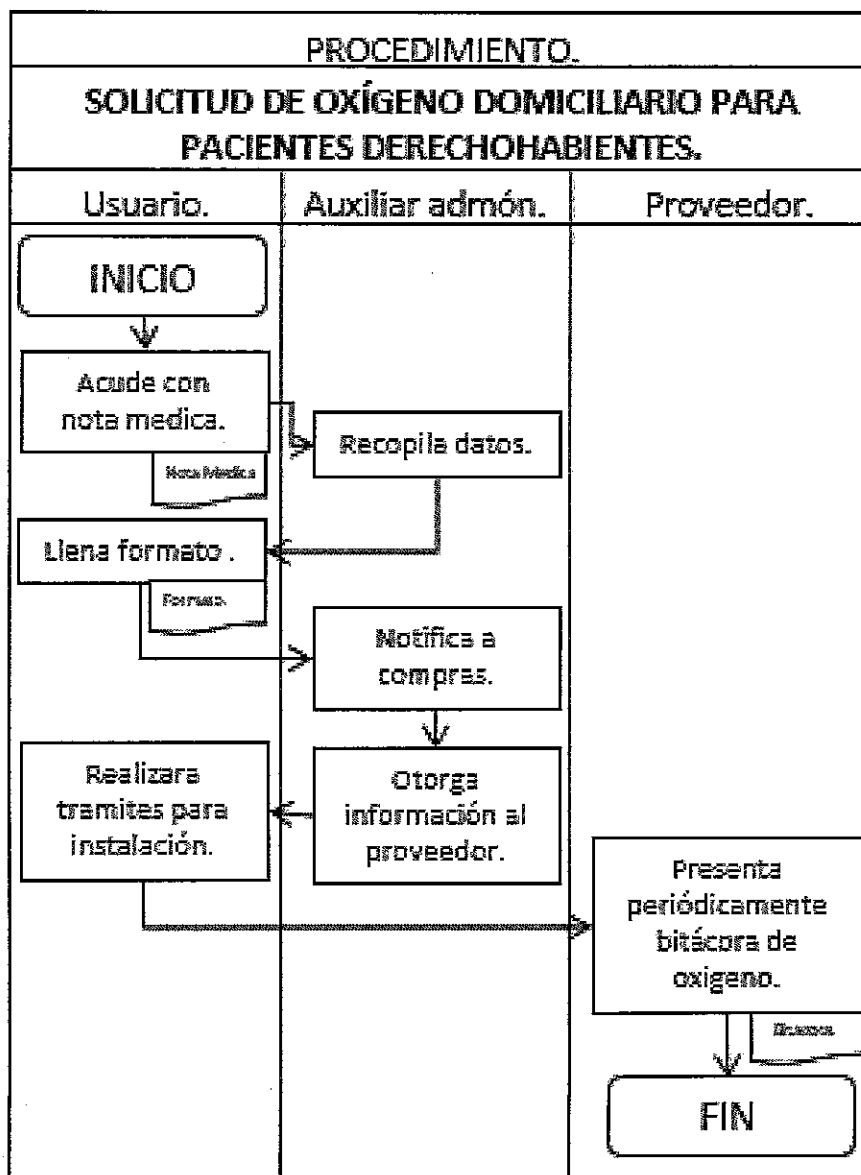 PROCEDIMIENTO.
SOLICITUD DE OXÍGENO DOMICILIARIO PARA
PACIENTES DERECHOHABIENTES.
Usuario.
Auxiliar admón.
Proveedor.
INICIO
Acude con
nota medica.
Nota Medica
Recopila datos.
Llena formato .
Formato.
Notifica a
compras.
Realizara
tramites para
instalación.
Otorga
información al
proveedor.
Presenta
periódicamente
bitácora de
oxigeno.
FIN